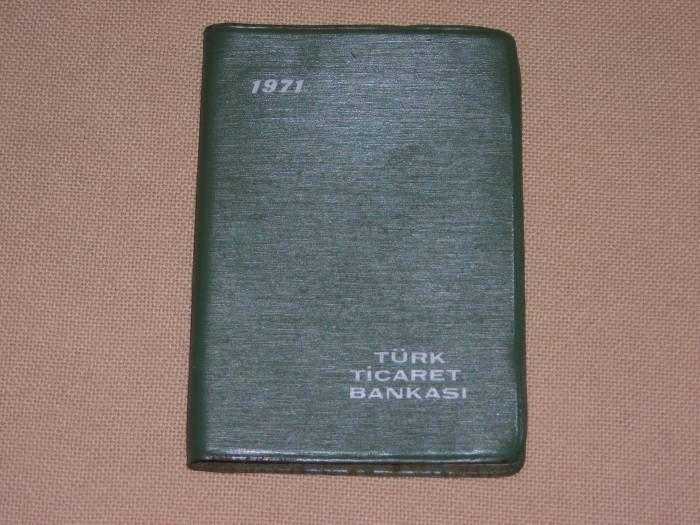 1971
TÜRK
TİCARET
BANKASI